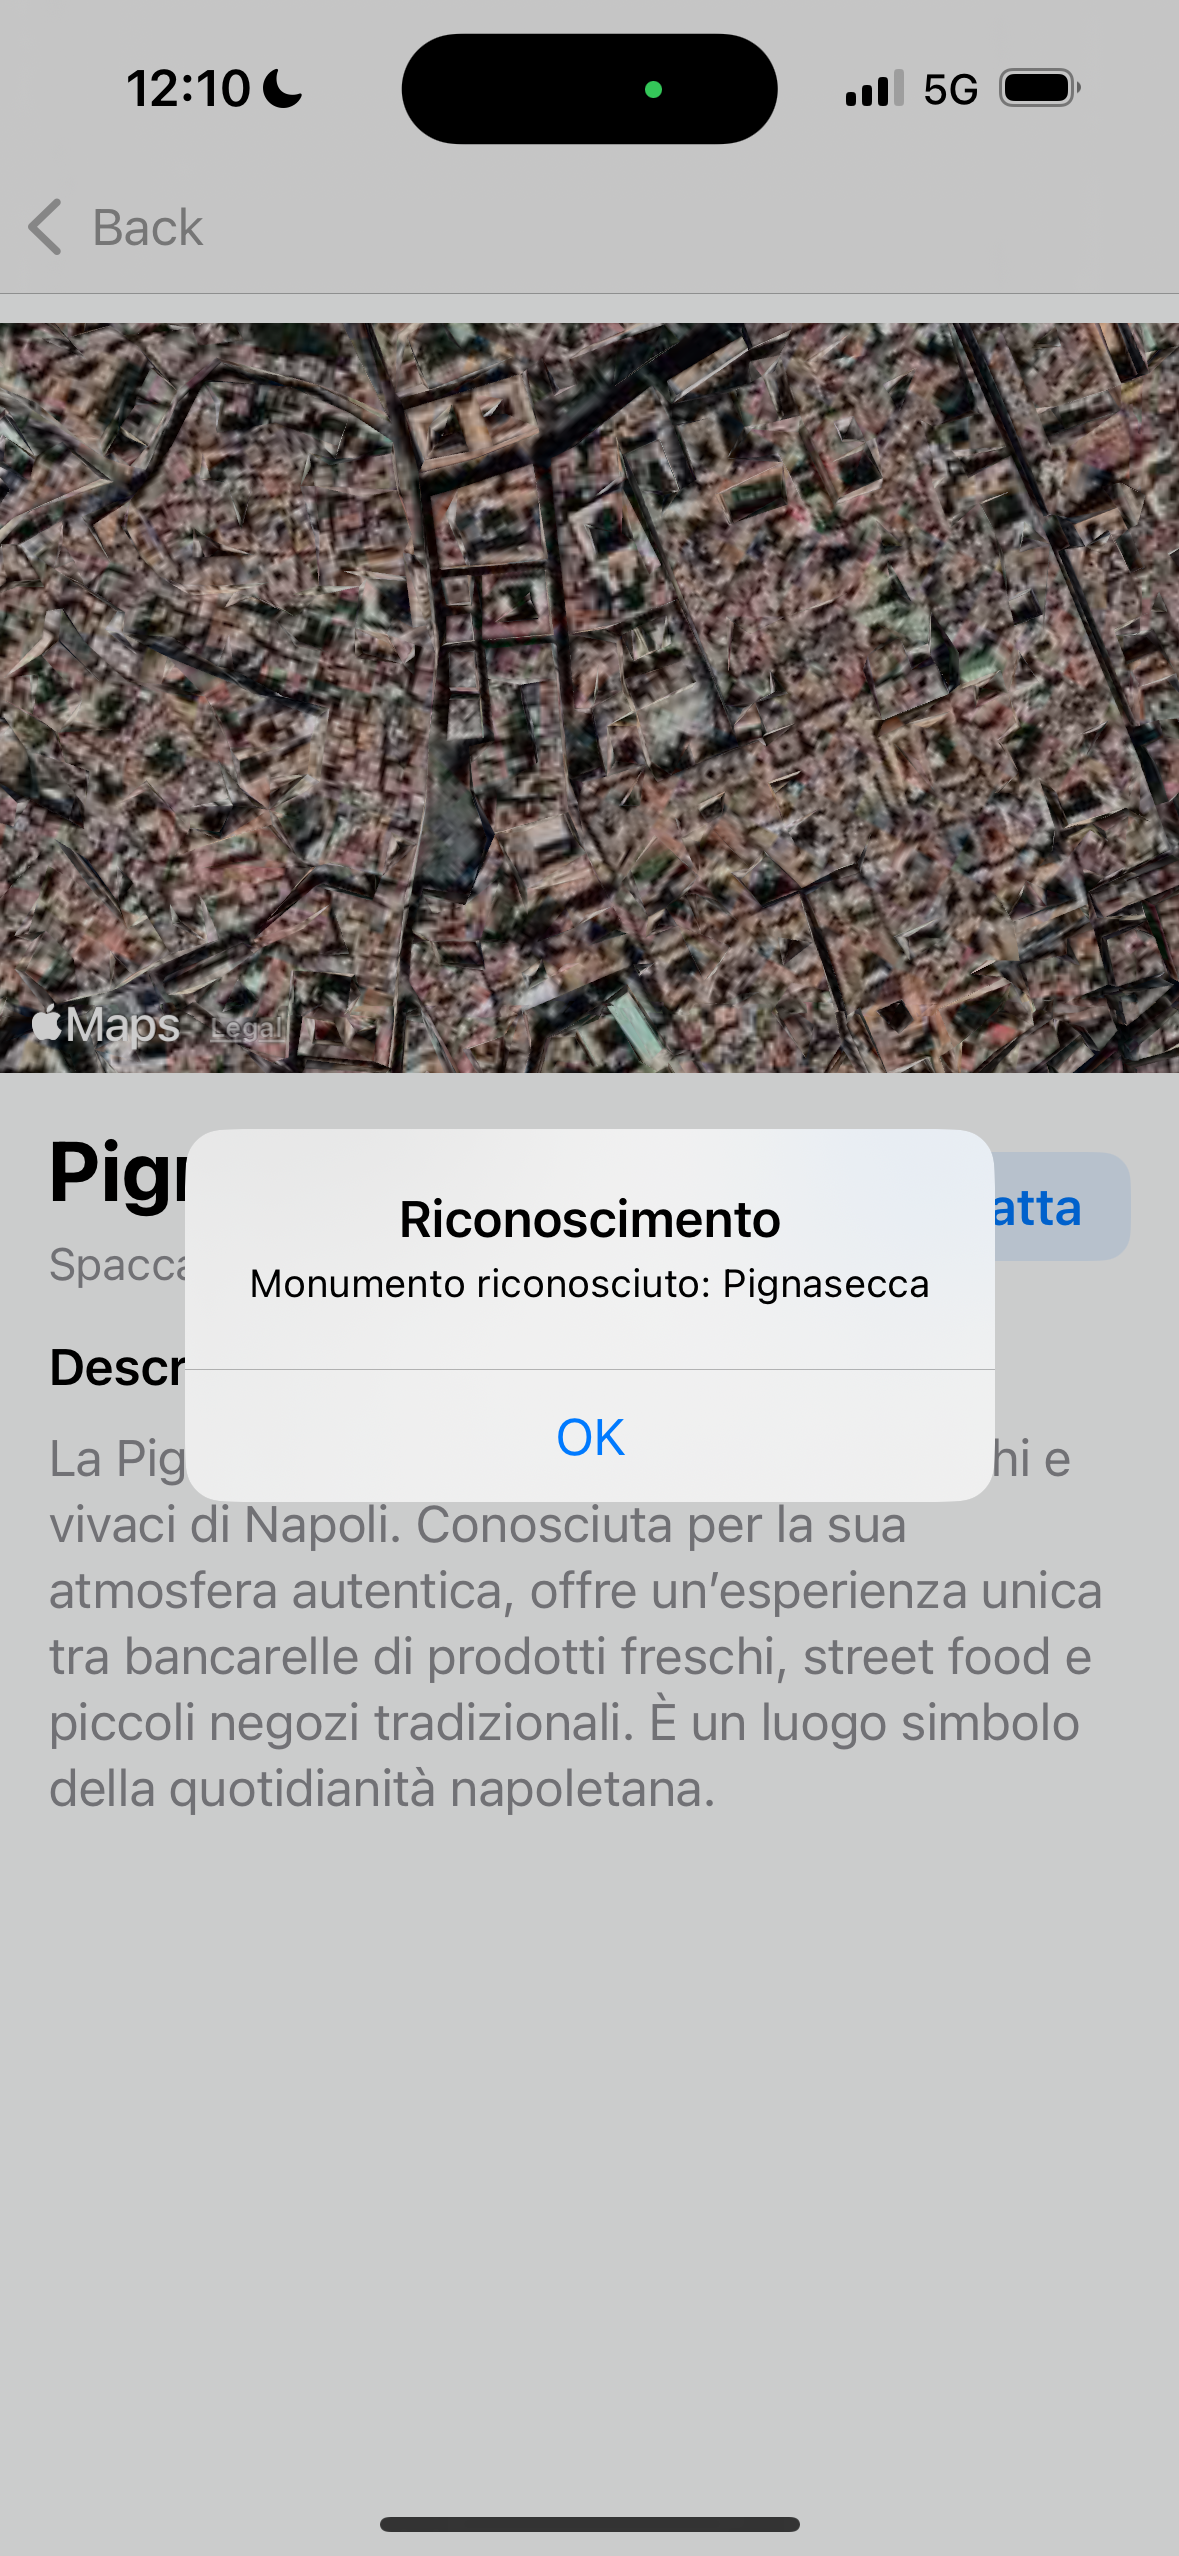 12:10
5G
Back
Maps Legal
Riconoscimento
Monumento riconosciuto: Pignasecca
OK
atta
Descr
La Pig hi e
vivaci di Napoli. Conosciuta per la sua
atmosfera autentica, offre un’esperienza unica
tra bancarelle di prodotti freschi, street food e
piccoli negozi tradizionali. È un luogo simbolo
della quotidianità napoletana.